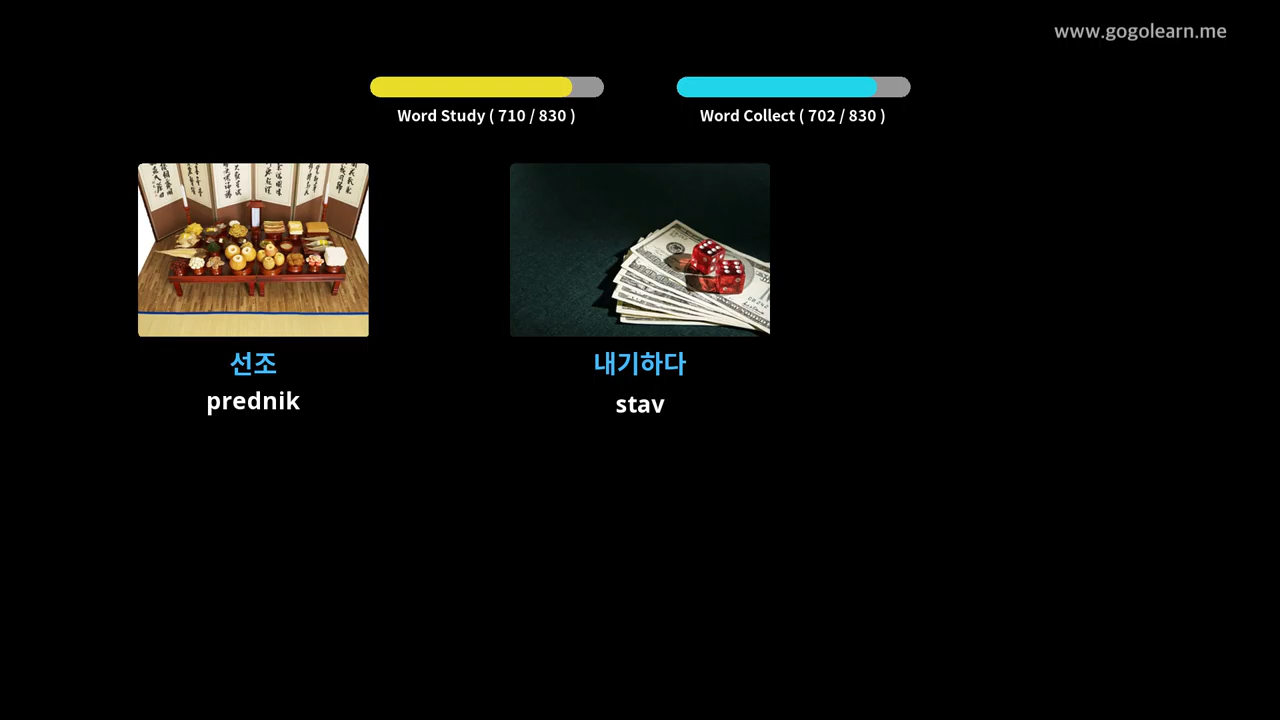 www.gogolearn.me
Word Study ( 710 / 830 )
Word Collect ( 702 / 830 )
선조
prednik
내기하다
stav